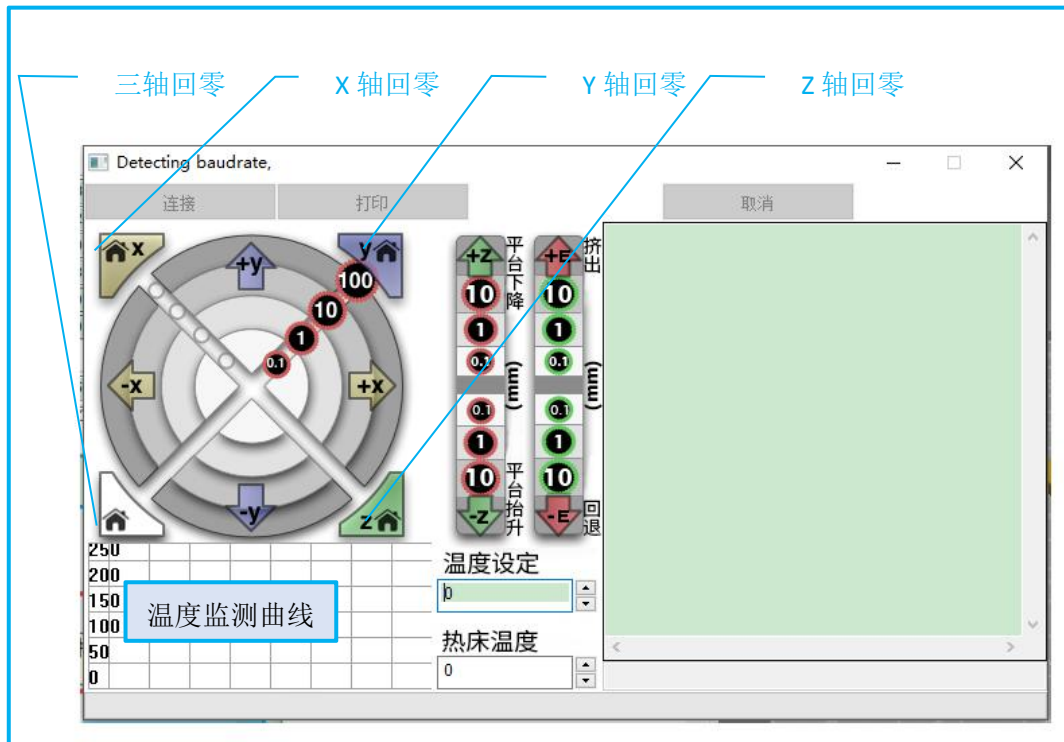 三轴回零
X 轴回零
Y 轴回零
Z 轴回零
Detecting baudrate,
连接
打印
取消
x
y
+y
100
10
1
0.1
-x
+x
-y
z
+Z
10
1
0.1
0.1
1
10
-Z
平台下降
(mm)
平台抬升
+E
10
1
0.1
0.1
1
10
-E
挤出
(mm)
回退
250
200
150
100
50
0
温度监测曲线
温度设定
0
热床温度
0